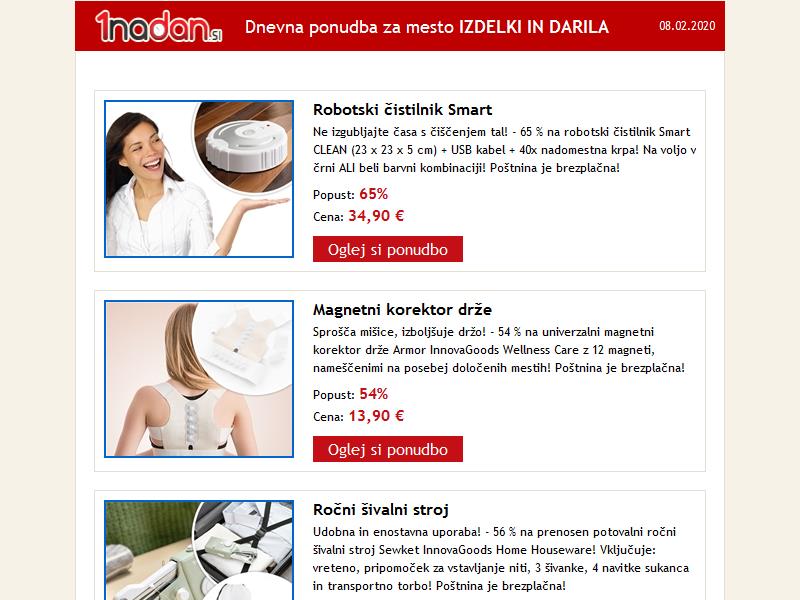 1nadan.si
Dnevna ponudba za mesto IZDELKI IN DARILA
08.02.2020
Robotski čistilnik Smart
Ne izgubljajte časa s čiščenjem tal! - 65 % na robotski čistilnik Smart
CLEAN (23 x 23 x 5 cm) + USB kabel + 40x nadomestna krpa! Na voljo v
črni ALI beli barvni kombinaciji! Poštnina je brezplačna!
Popust: 65%
Cena: 34,90 €
Oglej si ponudbo
Magnetni korektor drže
Sprošča mišice, izboljšuje držo! - 54 % na univerzalni magnetni
korektor drže Armor InnovaGoods Wellness Care z 12 magneti,
nameščenimi na posebej določenih mestih! Poštnina je brezplačna!
Popust: 54%
Cena: 13,90 €
Oglej si ponudbo
Ročni šivalni stroj
Udobna in enostavna uporaba! - 56 % na prenosen potovalni ročni
šivalni stroj Sewket InnovaGoods Home Houseware! Vključuje:
vreteno, pripomoček za vstavljanje niti, 3 šivanke, 4 navitke sukanca
in transportno torbo! Poštnina je brezplačna!